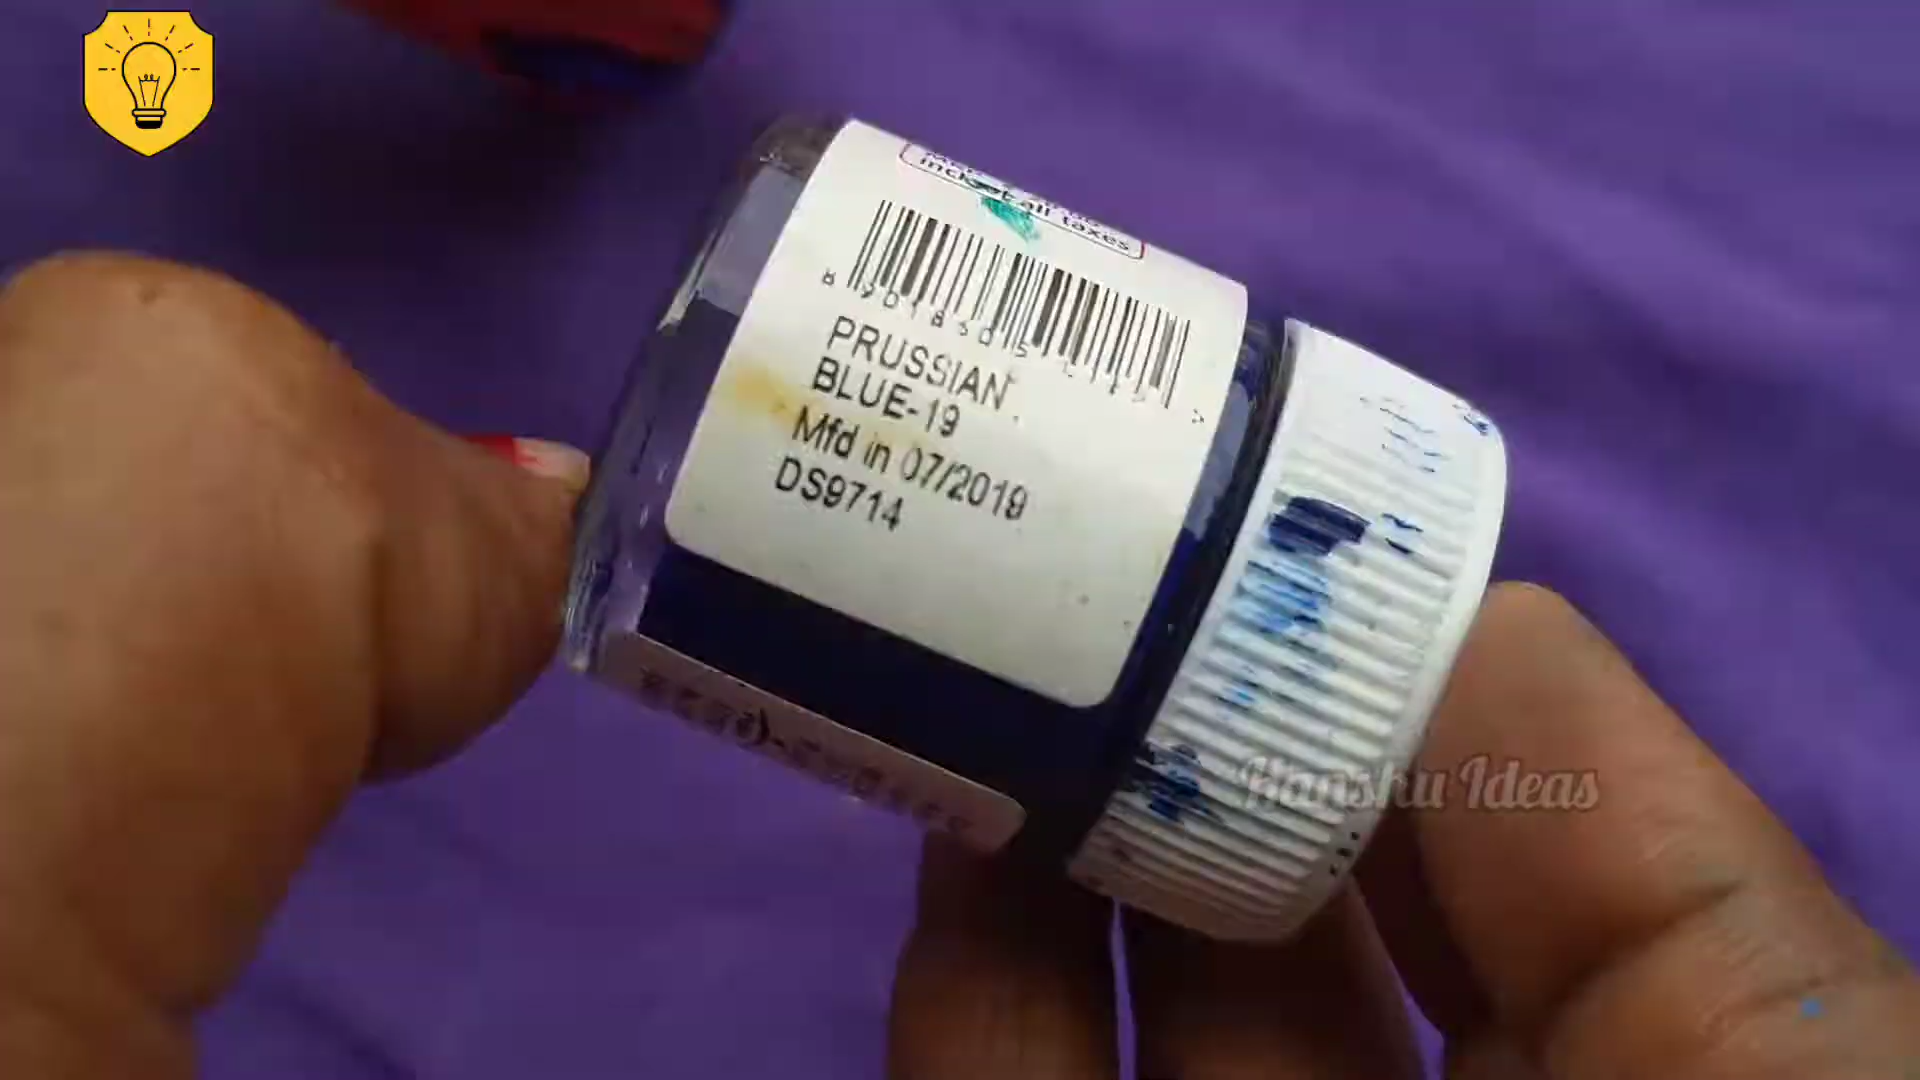 incl. of all taxes
PRUSSIAN
BLUE-19
Mfd in 07/2019
DS9714
Hanshu Ideas